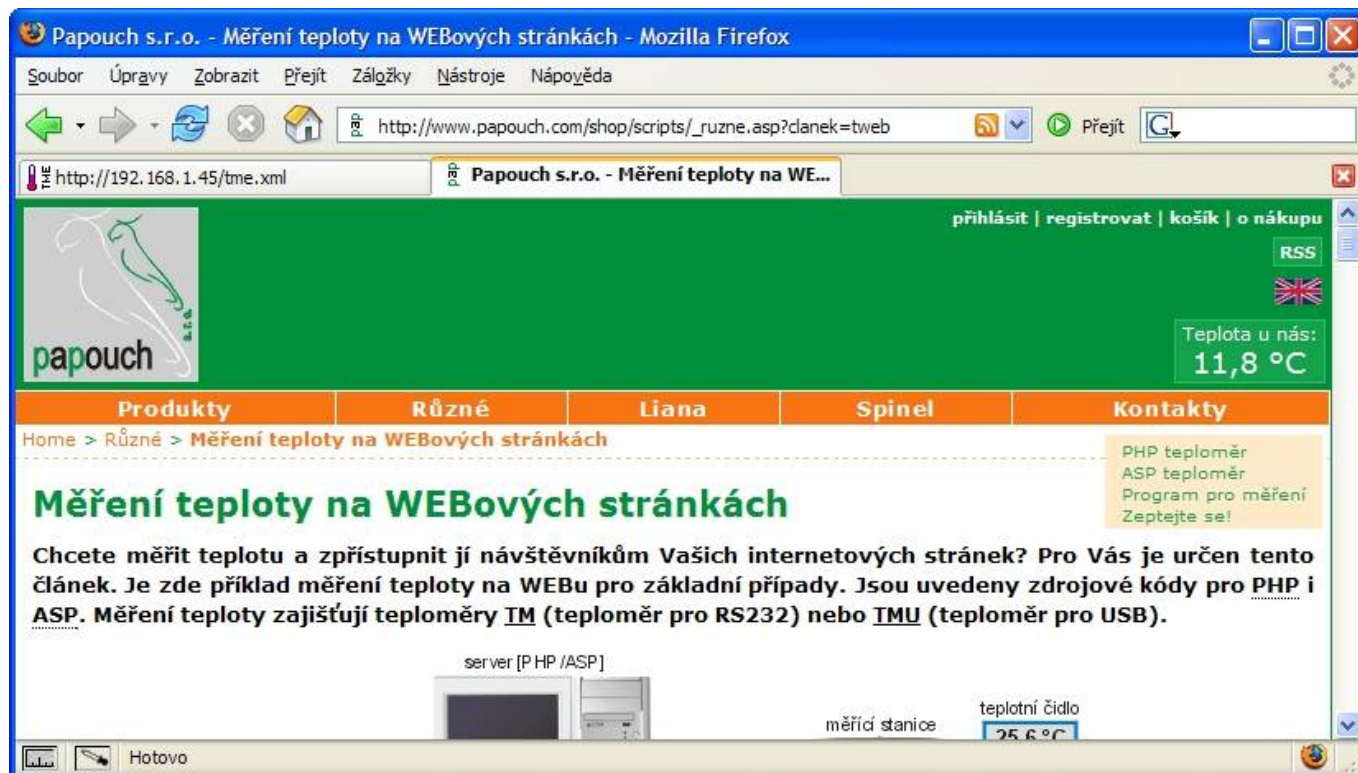 Papouch s.r.o. - Měření teploty na WEBových stránkách - Mozilla Firefox
Soubor Úpravy Zobrazit Přejít Záložky Nástroje Nápověda
http://www.papouch.com/shop/scripts/_ruzne.asp?clanek=tweb Přejít G
TME http://192.168.1.45/tme.xml pap Papouch s.r.o. - Měření teploty na WE...
přihlásit | registrovat | košík | o nákupu
RSS
papouch s.r.o.
Teplota u nás:
11,8 °C
Produkty Různé Liana Spinel Kontakty
Home > Různé > Měření teploty na WEBových stránkách
PHP teploměr
ASP teploměr
Program pro měření
Zeptejte se!
Měření teploty na WEBových stránkách
Chcete měřit teplotu a zpřístupnit jí návštěvníkům Vašich internetových stránek? Pro Vás je určen tento
článek. Je zde příklad měření teploty na WEBu pro základní případy. Jsou uvedeny zdrojové kódy pro PHP i
ASP. Měření teploty zajišťují teploměry TM (teploměr pro RS232) nebo TMU (teploměr pro USB).
server [PHP/ASP]
měřící stanice
teplotní čidlo
25.6 °C
Hotovo